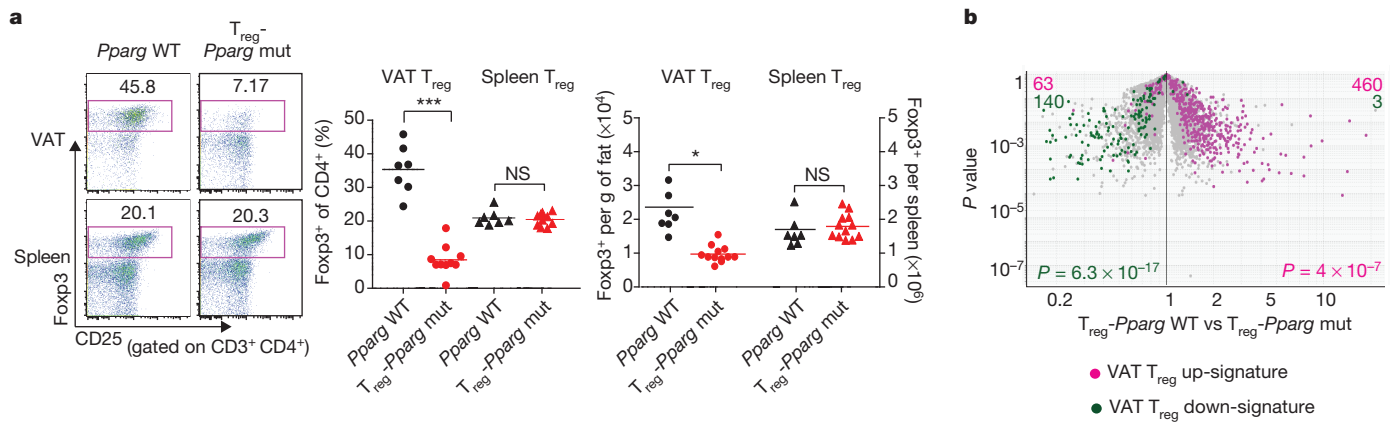 a
Pparg WT
Treg-
Pparg mut
45.8
7.17
VAT
20.1
20.3
Spleen
Foxp3
CD25 (gated on CD3+ CD4+)
VAT Treg
Spleen Treg
***
NS
Foxp3+ of CD4+ (%)
50
40
30
20
10
0
Pparg WT
Treg-Pparg mut
Pparg WT
Treg-Pparg mut
VAT Treg
Spleen Treg
*
NS
Foxp3+ per g of fat (×10⁴)
5
4
3
2
1
0
5
4
3
2
1
0
Foxp3+ per spleen (×10⁶)
Pparg WT
Treg-Pparg mut
Pparg WT
Treg-Pparg mut
b
63
460
140
3
P value
1
10⁻³
10⁻⁵
10⁻⁷
P = 6.3 × 10⁻¹⁷
P = 4 × 10⁻⁷
0.2
1
2
5
10
Treg-Pparg WT vs Treg-Pparg mut
VAT Treg up-signature
VAT Treg down-signature